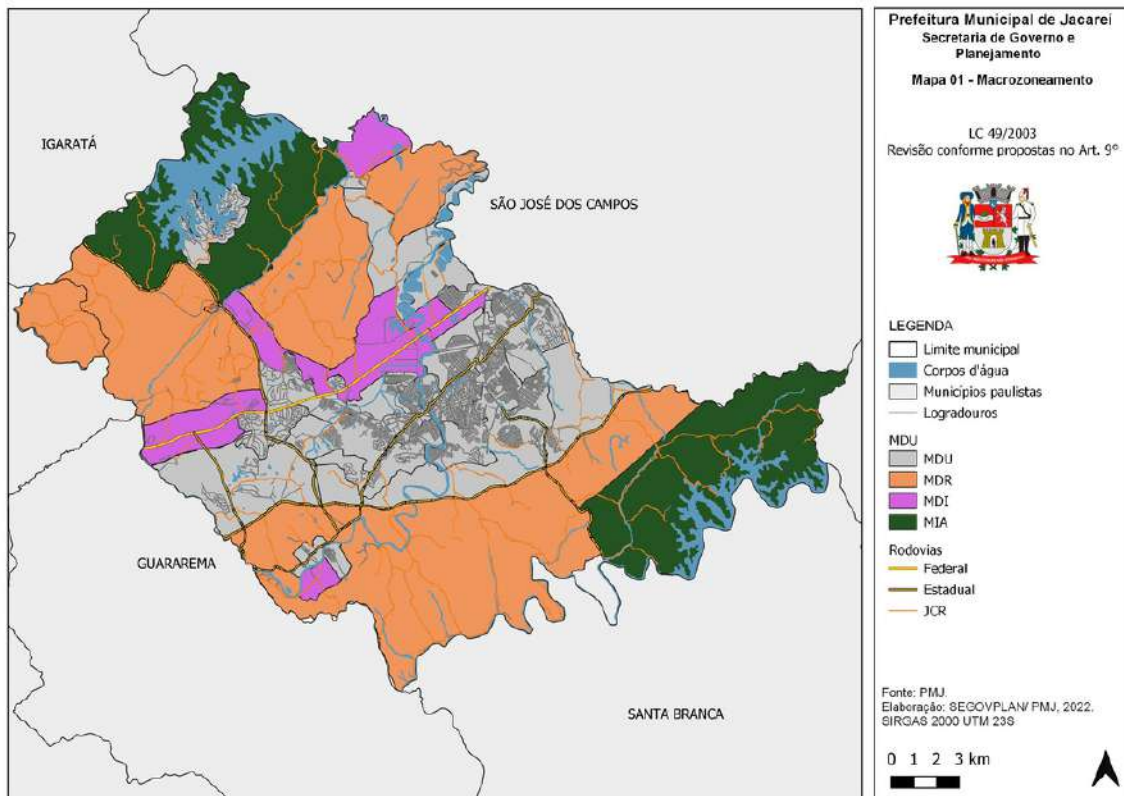 Prefeitura Municipal de Jacareí
Secretaria de Governo e
Planejamento
Mapa 01 - Macrozoneamento
LC 49/2003
Revisão conforme propostas no Art. 9º
IGARATÁ
SÃO JOSÉ DOS CAMPOS
GUARAREMA
SANTA BRANCA
LEGENDA
Limite municipal
Corpos d'água
Municípios paulistas
Logradouros
MDU
MDU
MDR
MDI
MIA
Rodovias
Federal
Estadual
JCR
Fonte: PMJ.
Elaboração: SEGOVPLAN/ PMJ, 2022.
SIRGAS 2000 UTM 23S
0 1 2 3 km